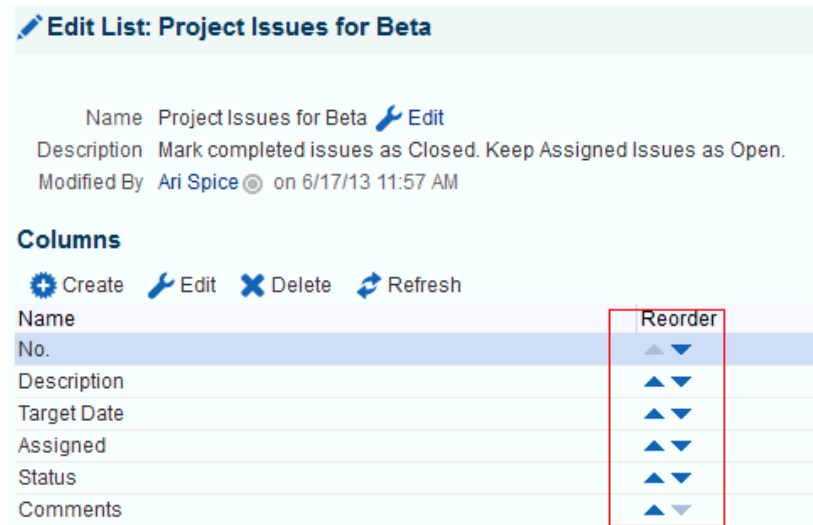 Edit List: Project Issues for Beta
Name Project Issues for Beta Edit
Description Mark completed issues as Closed. Keep Assigned Issues as Open.
Modified By Ari Spice on 6/17/13 11:57 AM
Columns
Create Edit Delete Refresh
Name Reorder
No.
Description
Target Date
Assigned
Status
Comments